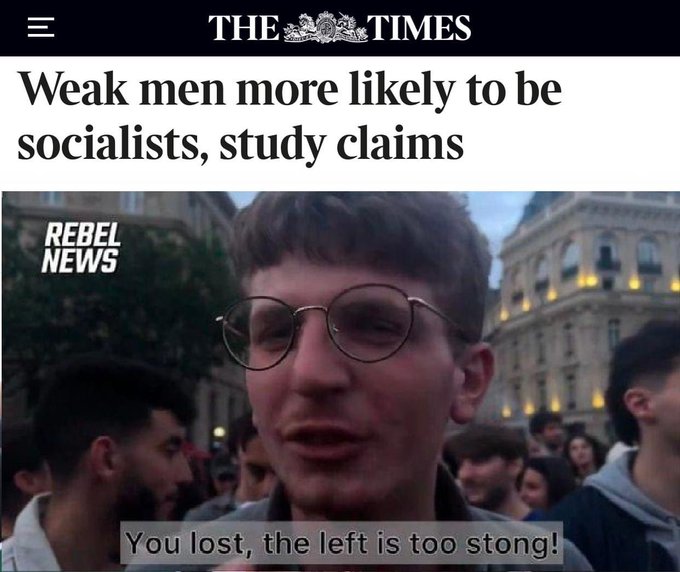 THE TIMES
Weak men more likely to be
socialists, study claims
REBEL
NEWS
You lost, the left is too stong!